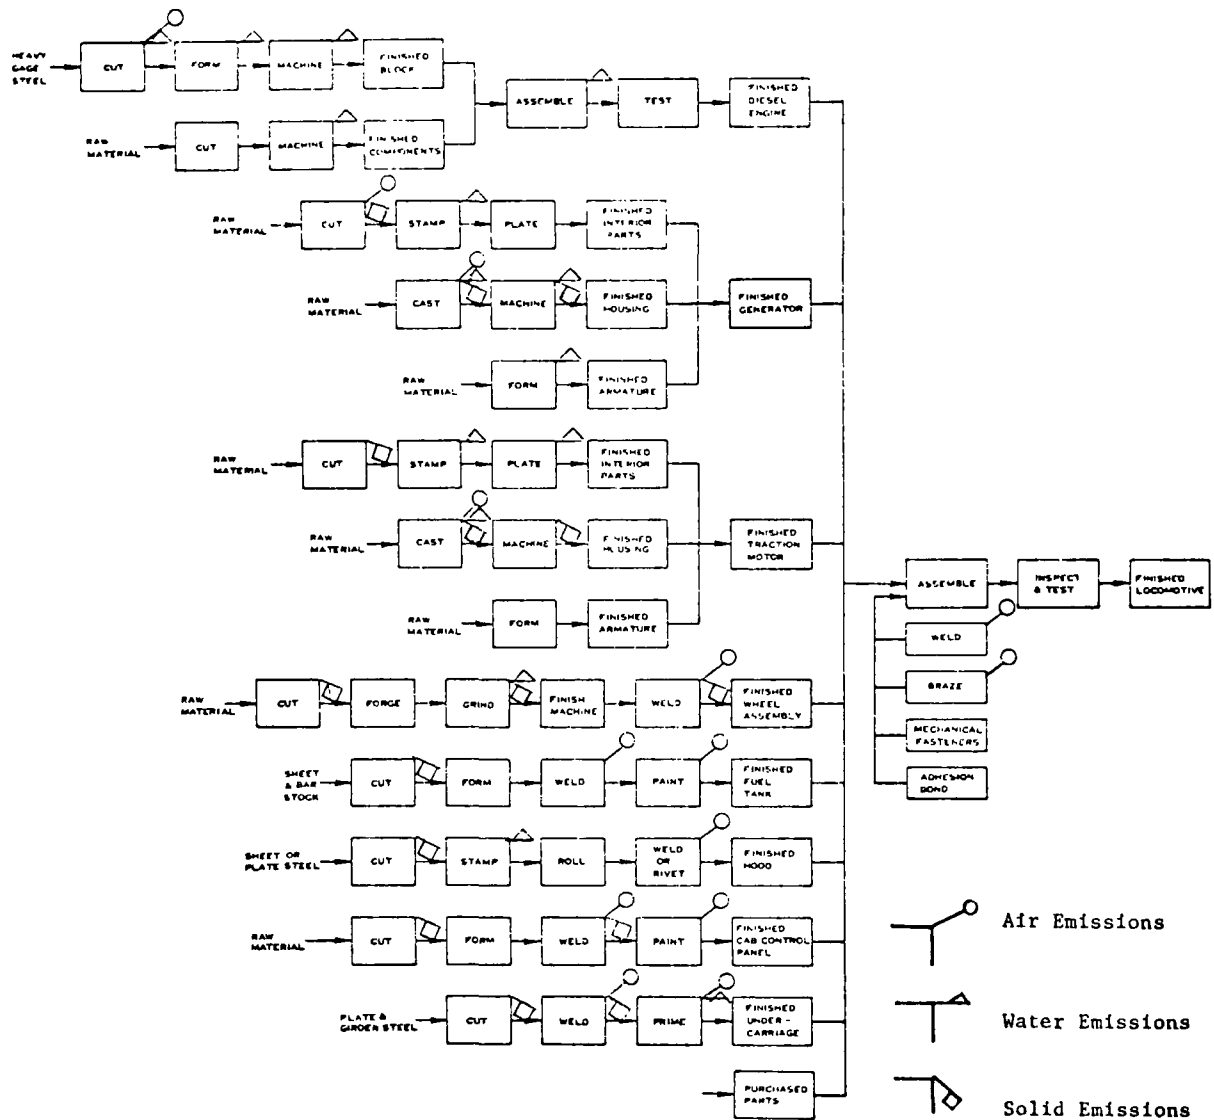 HEAVY
GAGE
STEEL
CUT
FORM
MACHINE
FINISHED
BLOCK
ASSEMBLE
TEST
FINISHED
DIESEL
ENGINE
RAW
MATERIAL
CUT
MACHINE
FINISHED
COMPONENTS
RAW
MATERIAL
CUT
STAMP
PLATE
FINISHED
INTERIOR
PARTS
RAW
MATERIAL
CAST
MACHINE
FINISHED
HOUSING
FINISHED
GENERATOR
RAW
MATERIAL
FORM
FINISHED
ARMATURE
RAW
MATERIAL
CUT
STAMP
PLATE
FINISHED
INTERIOR
PARTS
RAW
MATERIAL
CAST
MACHINE
FINISHED
HOUSING
FINISHED
TRACTION
MOTOR
RAW
MATERIAL
FORM
FINISHED
ARMATURE
ASSEMBLE
INSPECT
& TEST
FINISHED
LOCOMOTIVE
WELD
BRAZE
MECHANICAL
FASTENERS
ADHESION
BOND
RAW
MATERIAL
CUT
FORGE
GRIND
FINISH
MACHINE
WELD
FINISHED
WHEEL
ASSEMBLY
SHEET
& BAR
STOCK
CUT
FORM
WELD
PAINT
FINISHED
FUEL
TANK
SHEET OR
PLATE STEEL
CUT
STAMP
ROLL
WELD
OR
RIVET
FINISHED
HOOD
RAW
MATERIAL
CUT
FORM
WELD
PAINT
FINISHED
CAB CONTROL
PANEL
PLATE &
GIRDER STEEL
CUT
WELD
PRIME
FINISHED
UNDER-
CARRIAGE
PURCHASED
PARTS
Air Emissions
Water Emissions
Solid Emissions